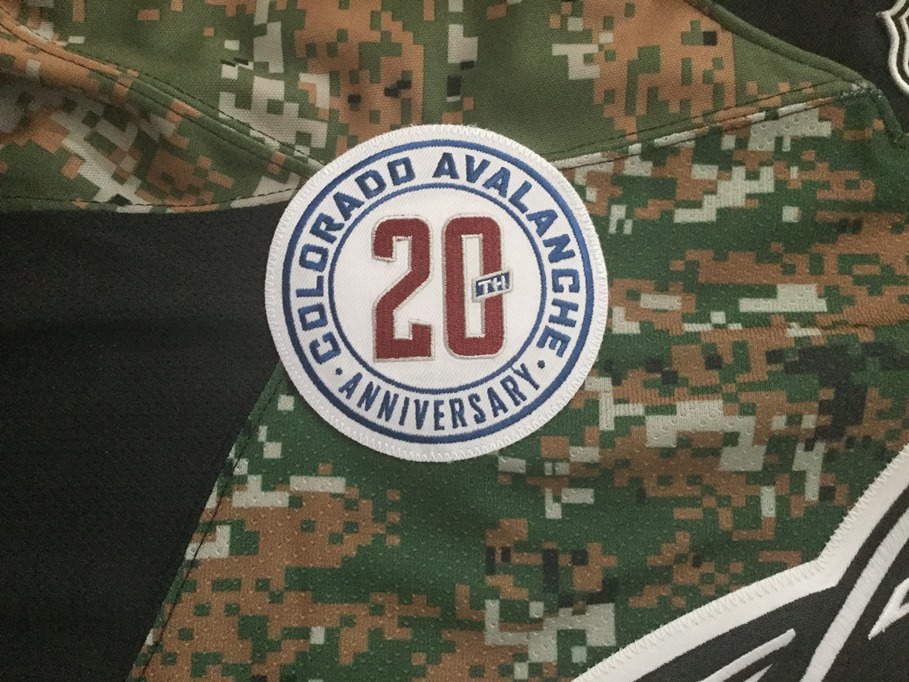 COLORADO AVALANCHE
20TH
• ANNIVERSARY •